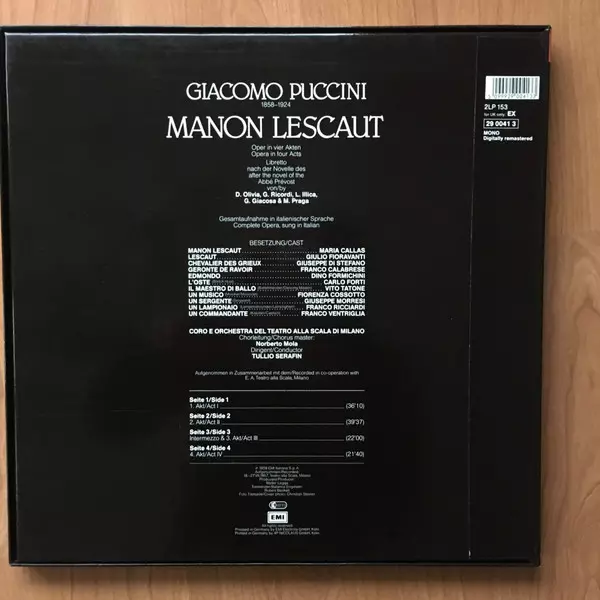 GIACOMO PUCCINI
1858–1924
MANON LESCAUT
Oper in vier Akten
Opera in four Acts
Libretto
nach der Novelle des
after the novel of the
Abbé Prévost
von/by
D. Olivia, G. Ricordi, L. Illica,
G. Giacosa & M. Praga
Gesamtaufnahme in italienischer Sprache
Complete Opera, sung in Italian
BESETZUNG/CAST
MANON LESCAUT MARIA CALLAS
LESCAUT GIULIO FIORAVANTI
CHEVALIER DES GRIEUX GIUSEPPE DI STEFANO
GERONTE DE RAVOIR FRANCO CALABRESE
EDMONDO DINO FORMICHINI
L'OSTE CARLO FORTI
IL MAESTRO DI BALLO VITO TATONE
UN MUSICO FIORENZA COSSOTTO
UN SERGENTE GIUSEPPE MORRESI
UN LAMPIONAIO FRANCO RICCIARDI
UN COMMANDANTE FRANCO VENTRIGLIA
CORO E ORCHESTRA DEL TEATRO ALLA SCALA DI MILANO
Chorleitung/Chorus master:
Norberto Mola
Dirigent/Conductor
TULLIO SERAFIN
Aufgenommen in Zusammenarbeit mit dem/Recorded in co-operation with
E. A. Teatro alla Scala, Milano
Seite 1/Side 1
1. Akt/Act I (36'10)
Seite 2/Side 2
2. Akt/Act II (39'37)
Seite 3/Side 3
Intermezzo & 3. Akt/Act III (22'00)
Seite 4/Side 4
4. Akt/Act IV (21'40)
EMI
All rights reserved
2LP 153
for UK only: EX
29 0041 3
MONO
Digitally remastered